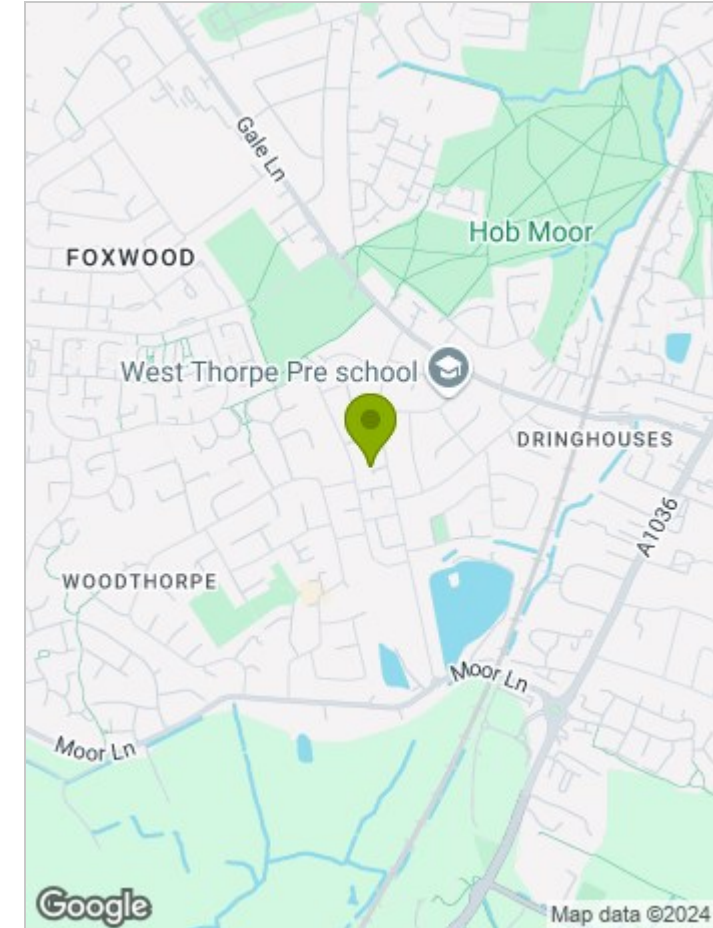 Gale Ln
Hob Moor
FOXWOOD
West Thorpe Pre school
DRINGHOUSES
A1036
WOODTHORPE
Moor Ln
Moor Ln
Google
Map data ©2024